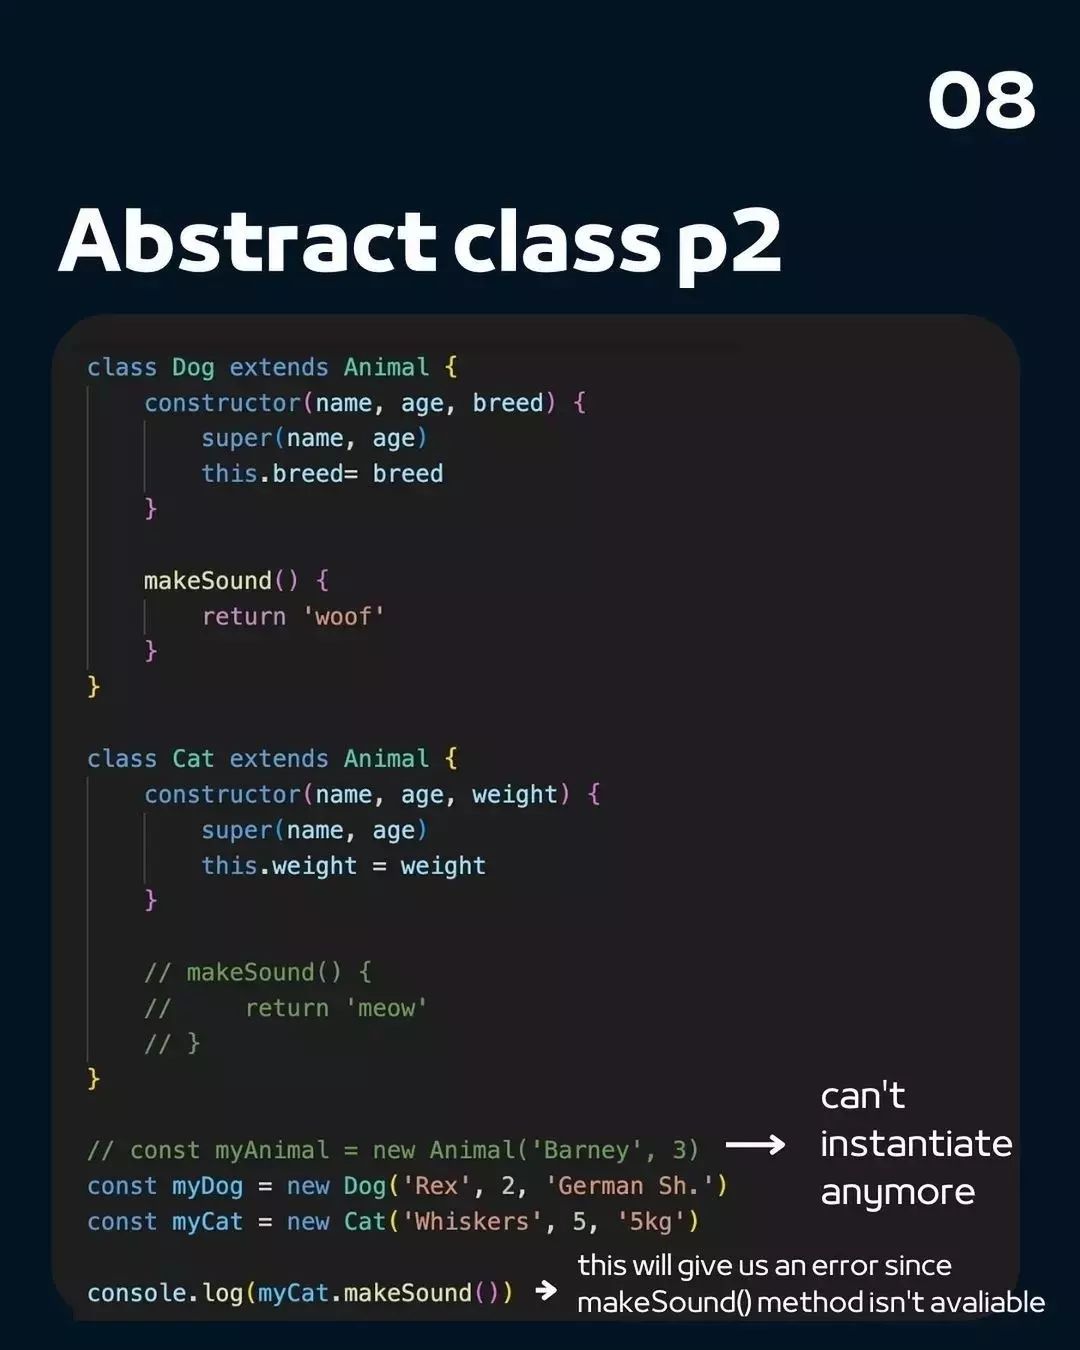 08
Abstract class p2
class Dog extends Animal {
    constructor(name, age, breed) {
        super(name, age)
        this.breed= breed
    }

    makeSound() {
        return 'woof'
    }
}

class Cat extends Animal {
    constructor(name, age, weight) {
        super(name, age)
        this.weight = weight
    }

    // makeSound() {
    //     return 'meow'
    // }
}

// const myAnimal = new Animal('Barney', 3)
const myDog = new Dog('Rex', 2, 'German Sh.')
const myCat = new Cat('Whiskers', 5, '5kg')
can't
instantiate
anymore

console.log(myCat.makeSound())
this will give us an error since
makeSound() method isn't avaliable